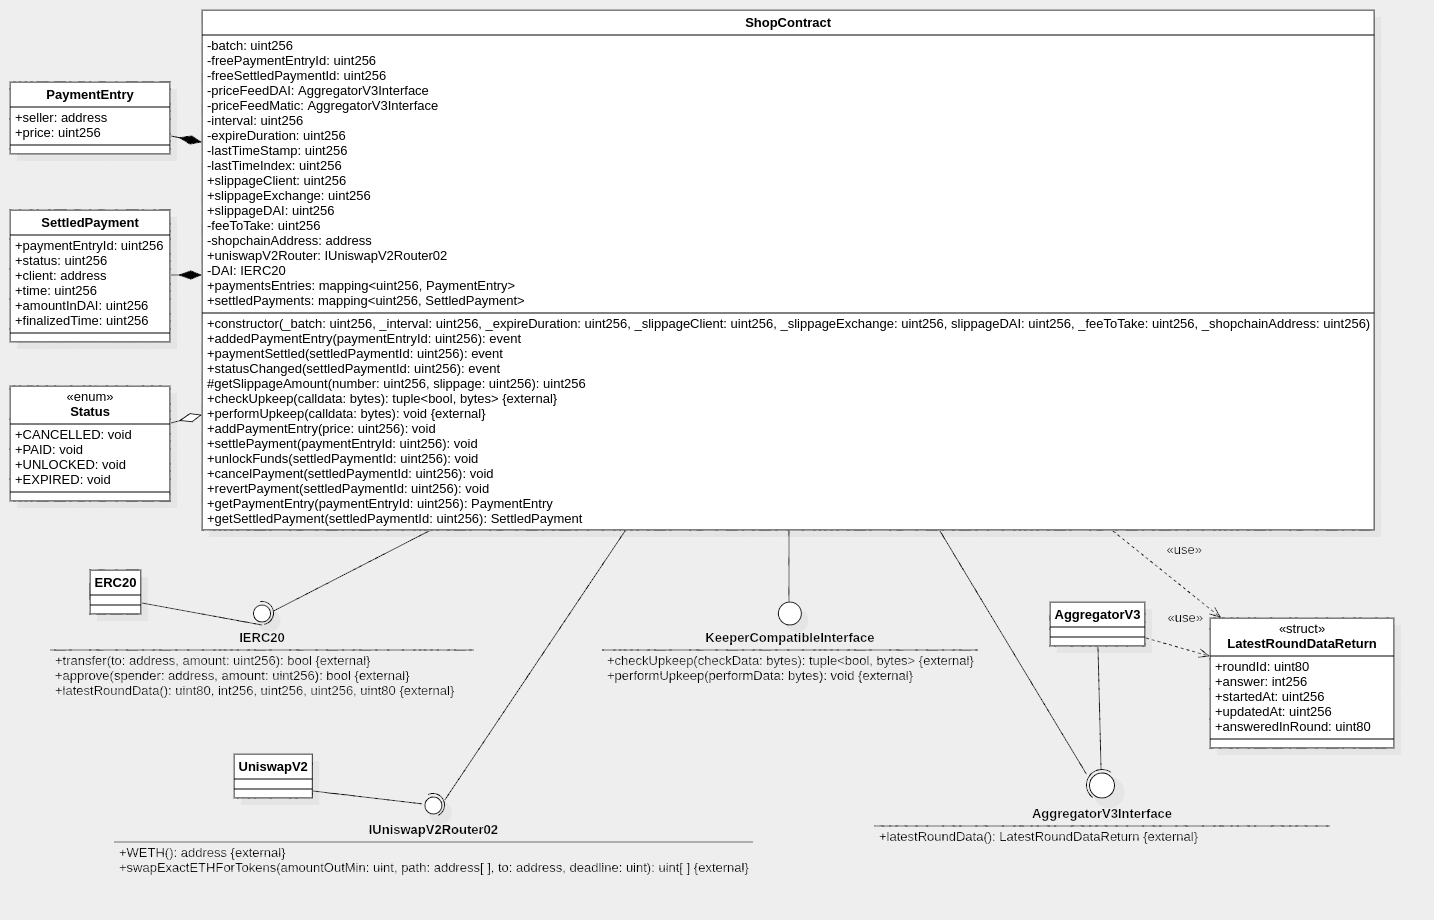 ShopContract
-batch: uint256
-freePaymentEntryId: uint256
-freeSettledPaymentId: uint256
-priceFeedDAI: AggregatorV3Interface
-priceFeedMatic: AggregatorV3Interface
-interval: uint256
-expireDuration: uint256
-lastTimeStamp: uint256
-lastTimeIndex: uint256
+slippageClient: uint256
+slippageExchange: uint256
+slippageDAI: uint256
-feeToTake: uint256
-shopchainAddress: address
+uniswapV2Router: IUniswapV2Router02
-DAI: IERC20
+paymentsEntries: mapping<uint256, PaymentEntry>
+settledPayments: mapping<uint256, SettledPayment>
+constructor(_batch: uint256, _interval: uint256, _expireDuration: uint256, _slippageClient: uint256, _slippageExchange: uint256, slippageDAI: uint256, _feeToTake: uint256, _shopchainAddress: uint256)
+addedPaymentEntry(paymentEntryId: uint256): event
+paymentSettled(settledPaymentId: uint256): event
+statusChanged(settledPaymentId: uint256): event
#getSlippageAmount(number: uint256, slippage: uint256): uint256
+checkUpkeep(calldata: bytes): tuple<bool, bytes> {external}
+performUpkeep(calldata: bytes): void {external}
+addPaymentEntry(price: uint256): void
+settlePayment(paymentEntryId: uint256): void
+unlockFunds(settledPaymentId: uint256): void
+cancelPayment(settledPaymentId: uint256): void
+revertPayment(settledPaymentId: uint256): void
+getPaymentEntry(paymentEntryId: uint256): PaymentEntry
+getSettledPayment(settledPaymentId: uint256): SettledPayment
PaymentEntry
+seller: address
+price: uint256
SettledPayment
+paymentEntryId: uint256
+status: uint256
+client: address
+time: uint256
+amountInDAI: uint256
+finalizedTime: uint256
«enum»
Status
+CANCELLED: void
+PAID: void
+UNLOCKED: void
+EXPIRED: void
«use»
ERC20
IERC20
+transfer(to: address, amount: uint256): bool {external}
+approve(spender: address, amount: uint256): bool {external}
+latestRoundData(): uint80, int256, uint256, uint256, uint80 {external}
KeeperCompatibleInterface
+checkUpkeep(checkData: bytes): tuple<bool, bytes> {external}
+performUpkeep(performData: bytes): void {external}
AggregatorV3
«use»
«struct»
LatestRoundDataReturn
+roundId: uint80
+answer: int256
+startedAt: uint256
+updatedAt: uint256
+answeredInRound: uint80
UniswapV2
IUniswapV2Router02
+WETH(): address {external}
+swapExactETHForTokens(amountOutMin: uint, path: address[ ], to: address, deadline: uint): uint[ ] {external}
AggregatorV3Interface
+latestRoundData(): LatestRoundDataReturn {external}